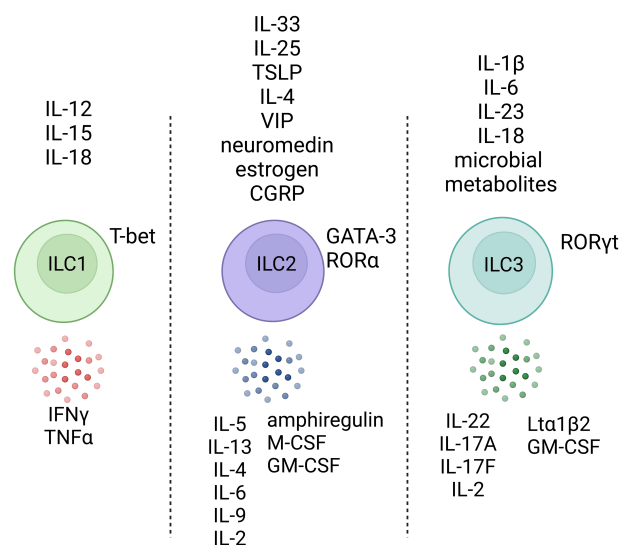 IL-12
IL-15
IL-18
T-bet
ILC1
IFNγ
TNFα
IL-33
IL-25
TSLP
IL-4
VIP
neuromedin
estrogen
CGRP
GATA-3
RORα
ILC2
IL-5
IL-13
IL-4
IL-6
IL-9
IL-2
amphiregulin
M-CSF
GM-CSF
IL-1β
IL-6
IL-23
IL-18
microbial
metabolites
RORγt
ILC3
IL-22
IL-17A
IL-17F
IL-2
Ltα1β2
GM-CSF